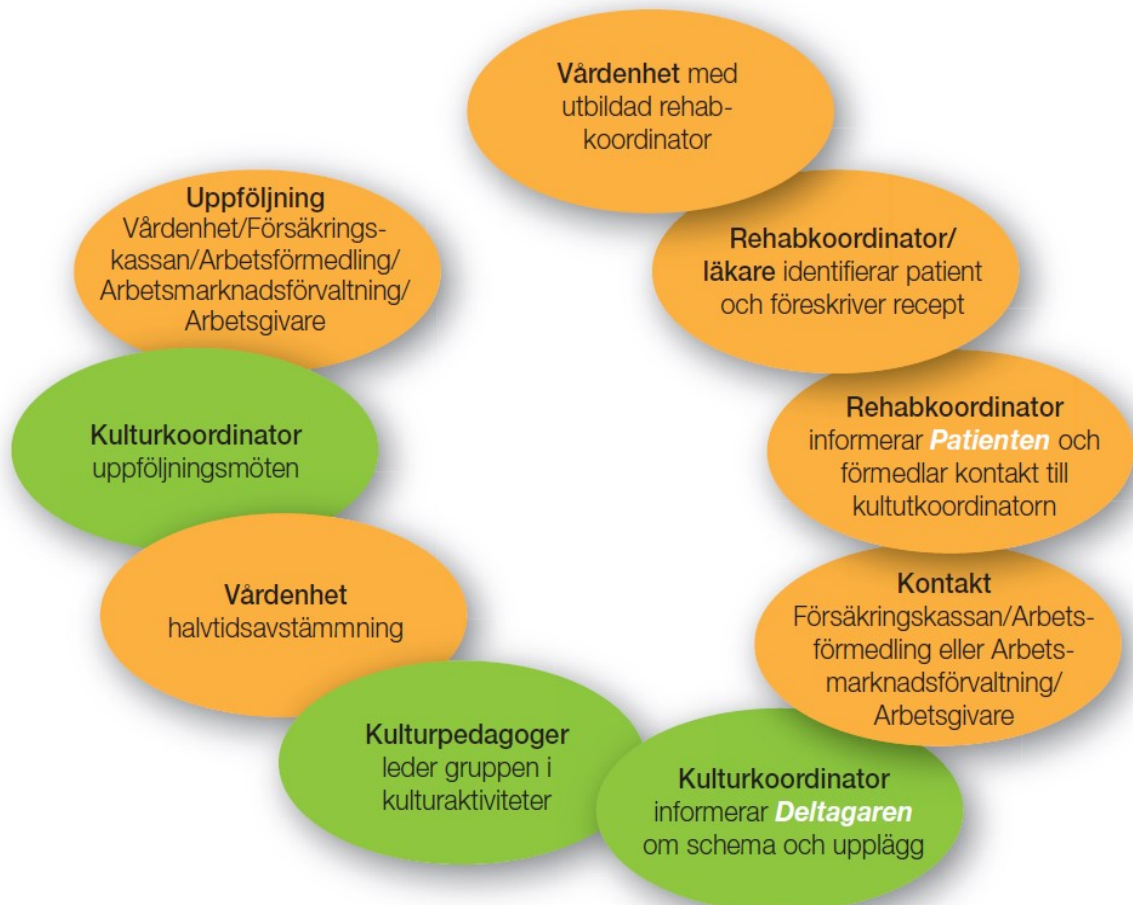 Vårdenhet med
utbildad rehab-
koordinator
Rehabkoordinator/
läkare identifierar patient
och föreskriver recept
Rehabkoordinator
informerar Patienten och
förmedlar kontakt till
kultutkoordinatorn
Kontakt
Försäkringskassan/Arbets-
förmedling eller Arbets-
marknadsförvaltning/
Arbetsgivare
Kulturkoordinator
informerar Deltagaren
om schema och upplägg
Kulturpedagoger
leder gruppen i
kulturaktiviteter
Vårdenhet
halvtidsavstämmning
Kulturkoordinator
uppföljningsmöten
Uppföljning
Vårdenhet/Försäkrings-
kassan/Arbetsförmedling/
Arbetsmarknadsförvaltning/
Arbetsgivare